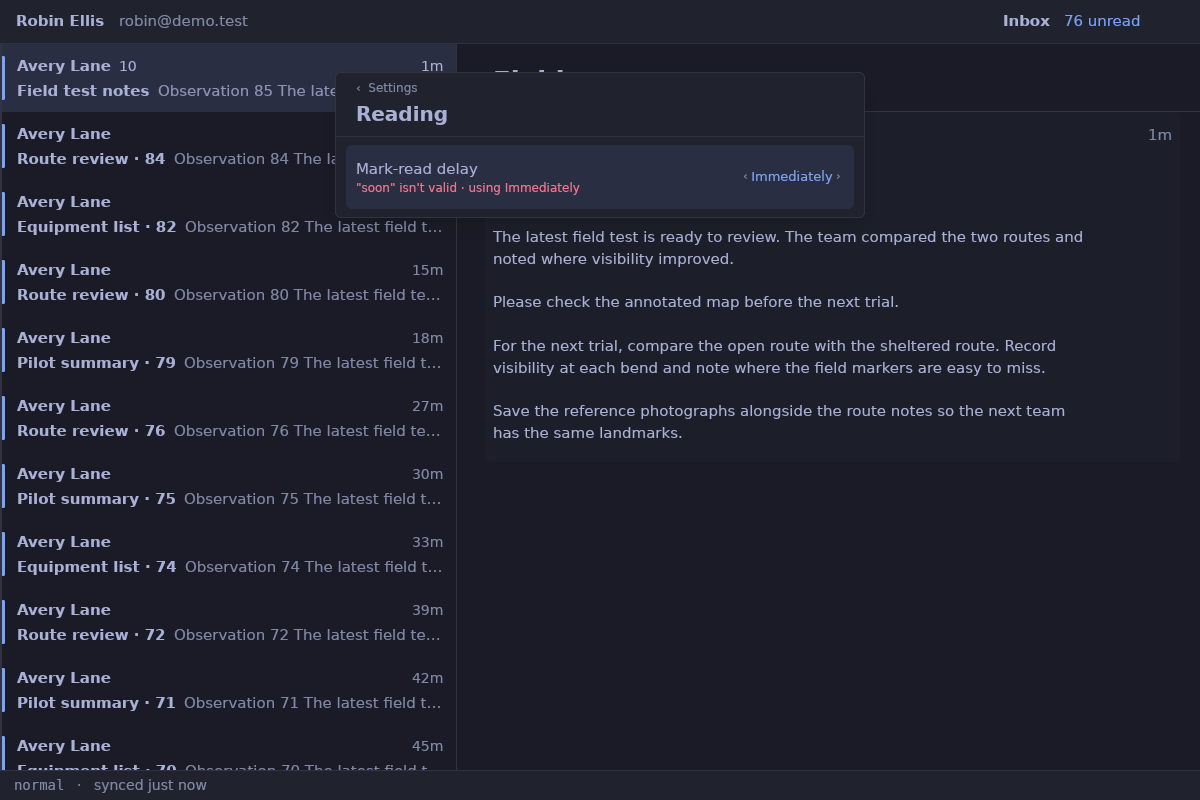 Robin Ellis robin@demo.test
Inbox 76 unread
Avery Lane 10 1m
Field test notes Observation 85 The late
Avery Lane
Route review · 84 Observation 84 The la
Avery Lane
Equipment list · 82 Observation 82 The latest field t…
Avery Lane 15m
Route review · 80 Observation 80 The latest field te…
Avery Lane 18m
Pilot summary · 79 Observation 79 The latest field t…
Avery Lane 27m
Route review · 76 Observation 76 The latest field te…
Avery Lane 30m
Pilot summary · 75 Observation 75 The latest field t…
Avery Lane 33m
Equipment list · 74 Observation 74 The latest field t…
Avery Lane 39m
Route review · 72 Observation 72 The latest field te…
Avery Lane 42m
Pilot summary · 71 Observation 71 The latest field t…
Avery Lane 45m
Equipment list · 70 Observation 70 The latest field t…
‹ Settings
Reading
Mark-read delay
"soon" isn't valid · using Immediately
‹ Immediately ›
1m
The latest field test is ready to review. The team compared the two routes and
noted where visibility improved.
Please check the annotated map before the next trial.
For the next trial, compare the open route with the sheltered route. Record
visibility at each bend and note where the field markers are easy to miss.
Save the reference photographs alongside the route notes so the next team
has the same landmarks.
normal · synced just now